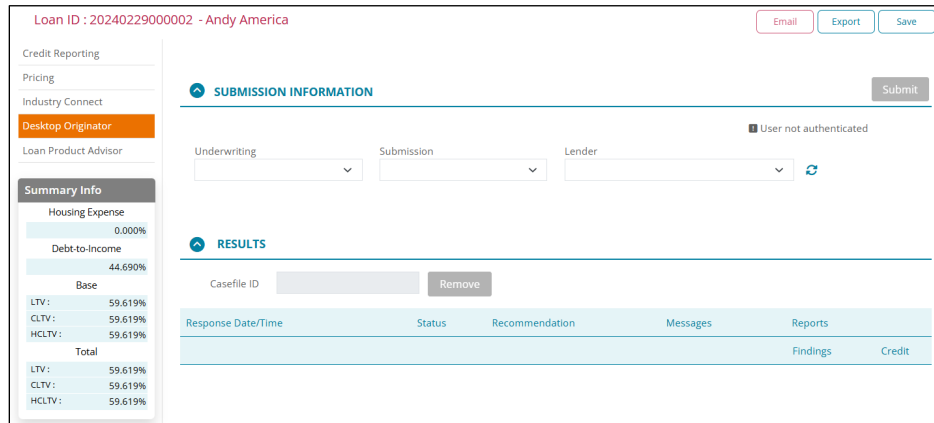 Loan ID : 20240229000002 - Andy America
Email
Export
Save
Credit Reporting
Pricing
Industry Connect
Desktop Originator
Loan Product Advisor
Summary Info
Housing Expense
0.000%
Debt-to-Income
44.690%
Base
LTV : 59.619%
CLTV : 59.619%
HCLTV : 59.619%
Total
LTV : 59.619%
CLTV : 59.619%
HCLTV : 59.619%
SUBMISSION INFORMATION
Submit
User not authenticated
Underwriting
Submission
Lender
RESULTS
Casefile ID
Remove
Response Date/Time Status Recommendation Messages Reports
Findings Credit